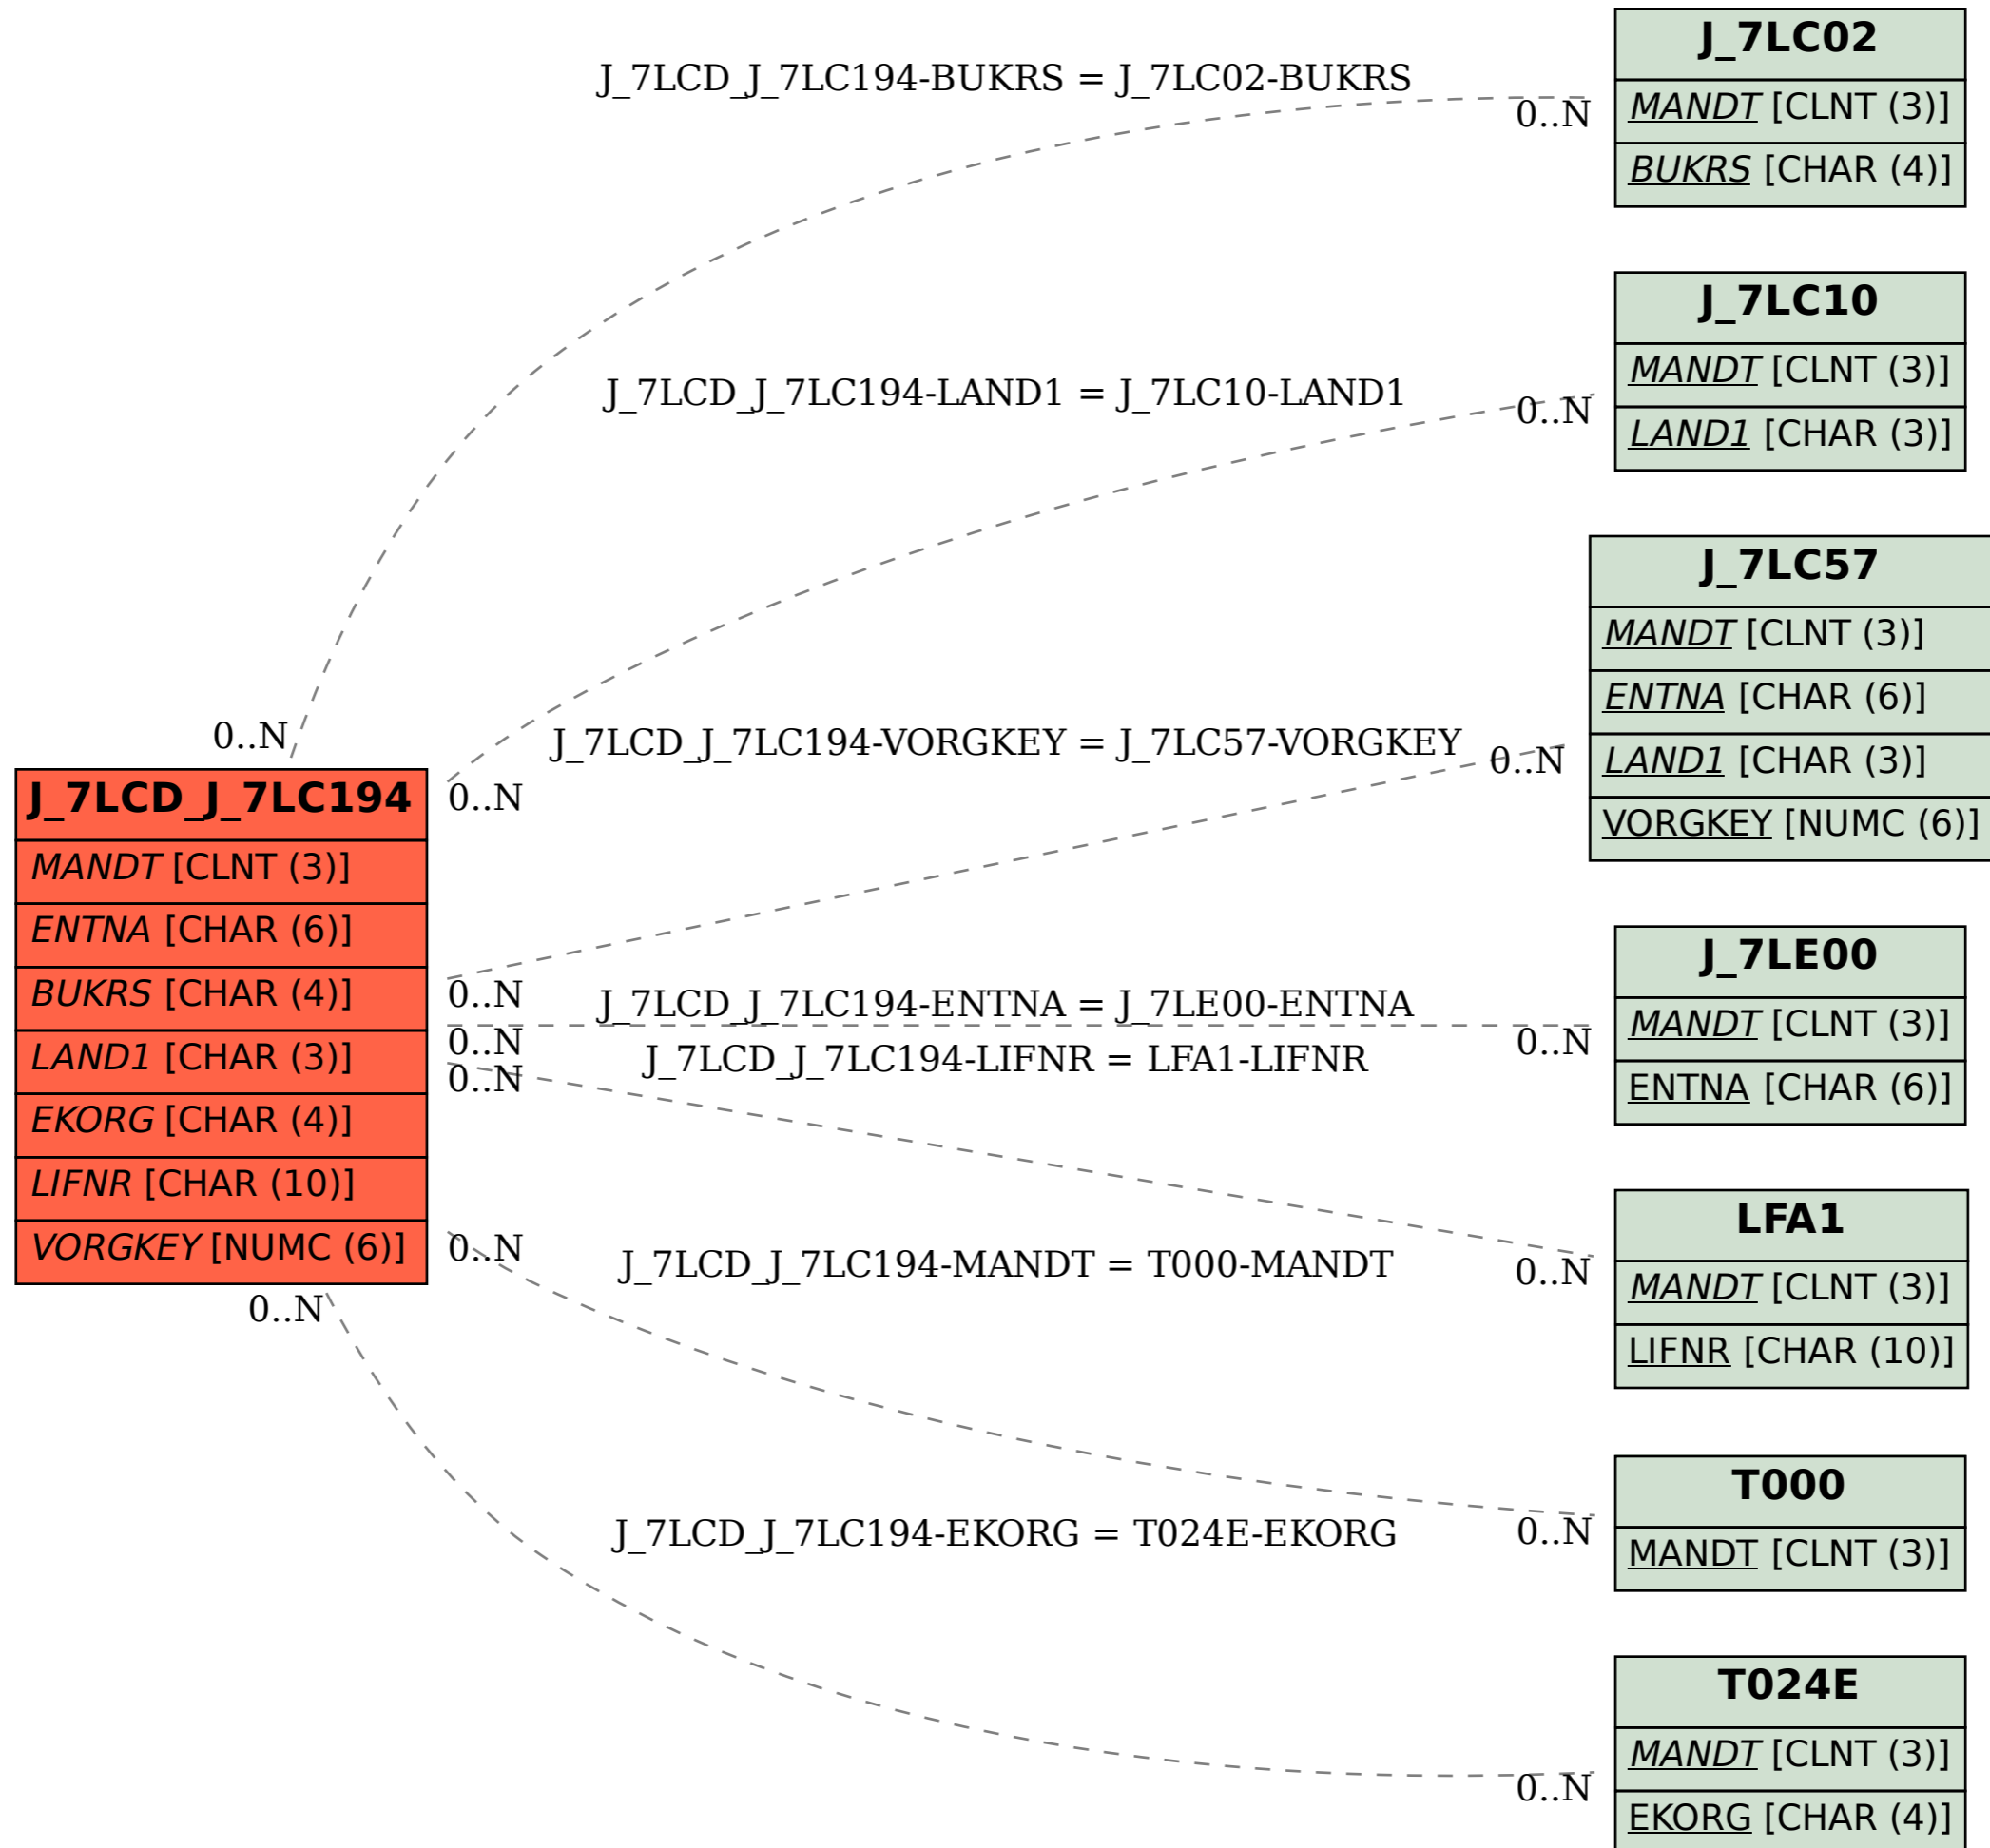 J_7LC02
MANDT [CLNT (3)]
BUKRS [CHAR (4)]
J_7LCD_J_7LC194-BUKRS = J_7LC02-BUKRS
0..N
0..N
J_7LC10
MANDT [CLNT (3)]
LAND1 [CHAR (3)]
J_7LCD_J_7LC194-LAND1 = J_7LC10-LAND1
0..N
0..N
J_7LC57
MANDT [CLNT (3)]
ENTNA [CHAR (6)]
LAND1 [CHAR (3)]
VORGKEY [NUMC (6)]
J_7LCD_J_7LC194-VORGKEY = J_7LC57-VORGKEY
0..N
0..N
J_7LCD_J_7LC194
MANDT [CLNT (3)]
ENTNA [CHAR (6)]
BUKRS [CHAR (4)]
LAND1 [CHAR (3)]
EKORG [CHAR (4)]
LIFNR [CHAR (10)]
VORGKEY [NUMC (6)]
J_7LE00
MANDT [CLNT (3)]
ENTNA [CHAR (6)]
J_7LCD_J_7LC194-ENTNA = J_7LE00-ENTNA
0..N
0..N
J_7LCD_J_7LC194-LIFNR = LFA1-LIFNR
0..N
0..N
LFA1
MANDT [CLNT (3)]
LIFNR [CHAR (10)]
J_7LCD_J_7LC194-MANDT = T000-MANDT
0..N
0..N
T000
MANDT [CLNT (3)]
J_7LCD_J_7LC194-EKORG = T024E-EKORG
0..N
0..N
T024E
MANDT [CLNT (3)]
EKORG [CHAR (4)]